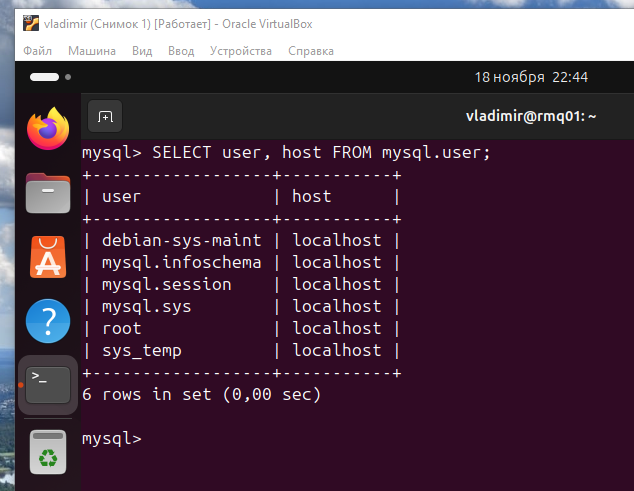 vladimir (Снимок 1) [Работает] - Oracle VirtualBox
Файл Машина Вид Ввод Устройства Справка
18 ноября 22:44
vladimir@rmq01: ~
mysql> SELECT user, host FROM mysql.user;
+------------------+-----------+
| user             | host      |
+------------------+-----------+
| debian-sys-maint | localhost |
| mysql.infoschema | localhost |
| mysql.session    | localhost |
| mysql.sys        | localhost |
| root             | localhost |
| sys_temp         | localhost |
+------------------+-----------+
6 rows in set (0,00 sec)
mysql>